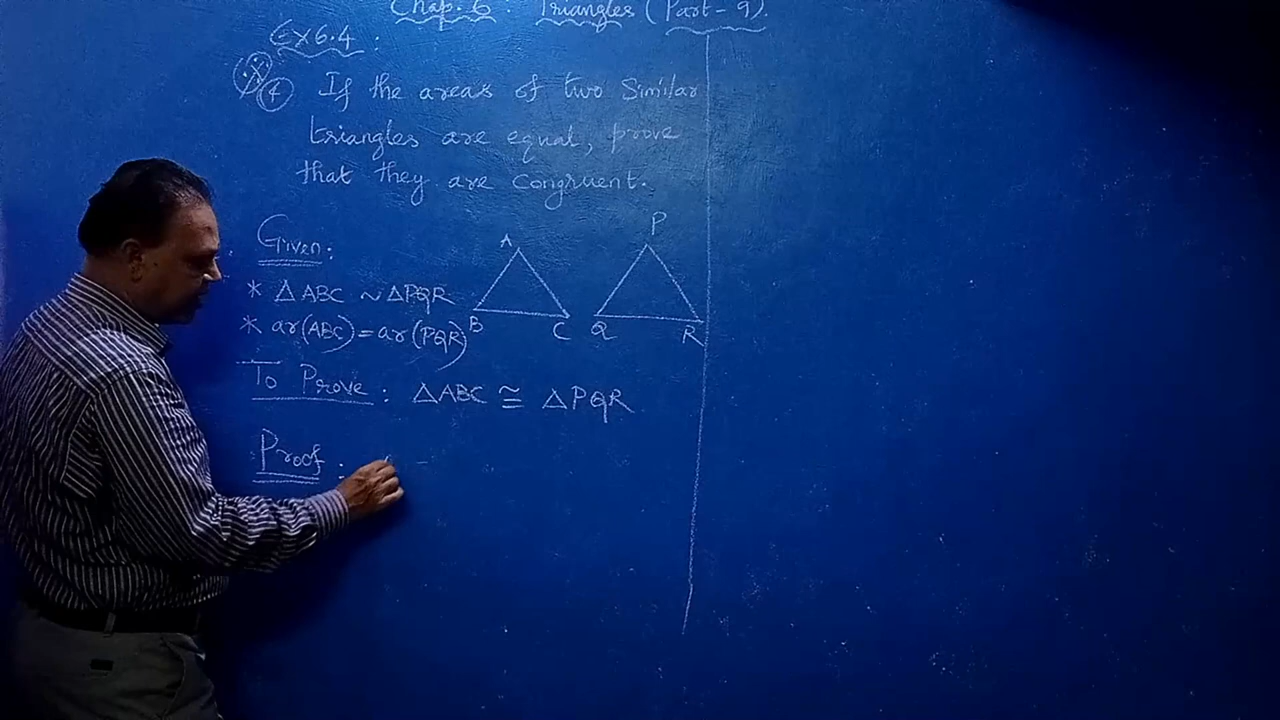 Chap. 6 : Triangles (Part-9).
Ex 6.4 :
4 If the areas of two similar
triangles are equal, prove
that they are congruent.
Given :
* △ ABC ~ △PQR
* ar(ABC) = ar(PQR)
A
B
C
P
Q
R
To Prove : △ABC ≅ △PQR
Proof :